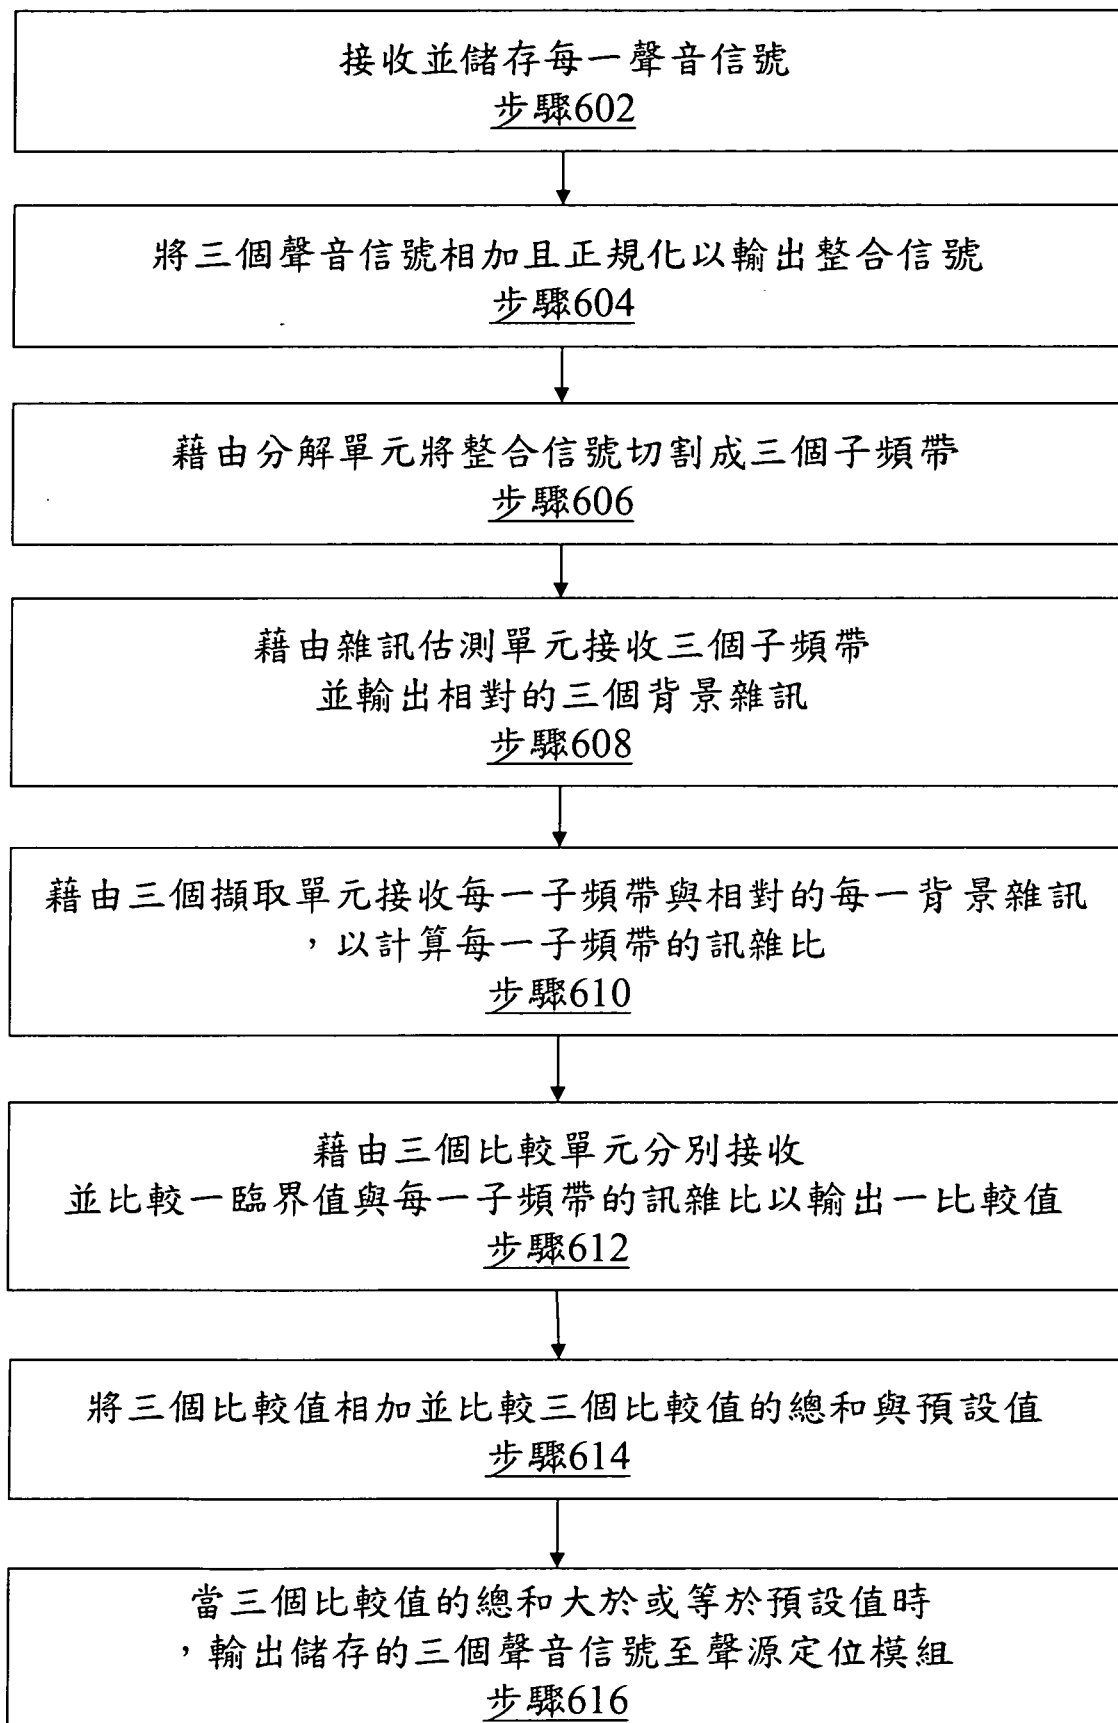 接收並儲存每一聲音信號
步驟602
將三個聲音信號相加且正規化以輸出整合信號
步驟604
藉由分解單元將整合信號切割成三個子頻帶
步驟606
藉由雜訊估測單元接收三個子頻帶
並輸出相對的三個背景雜訊
步驟608
藉由三個擷取單元接收每一子頻帶與相對的每一背景雜訊
，以計算每一子頻帶的訊雜比
步驟610
藉由三個比較單元分別接收
並比較一臨界值與每一子頻帶的訊雜比以輸出一比較值
步驟612
將三個比較值相加並比較三個比較值的總和與預設值
步驟614
當三個比較值的總和大於或等於預設值時
，輸出儲存的三個聲音信號至聲源定位模組
步驟616